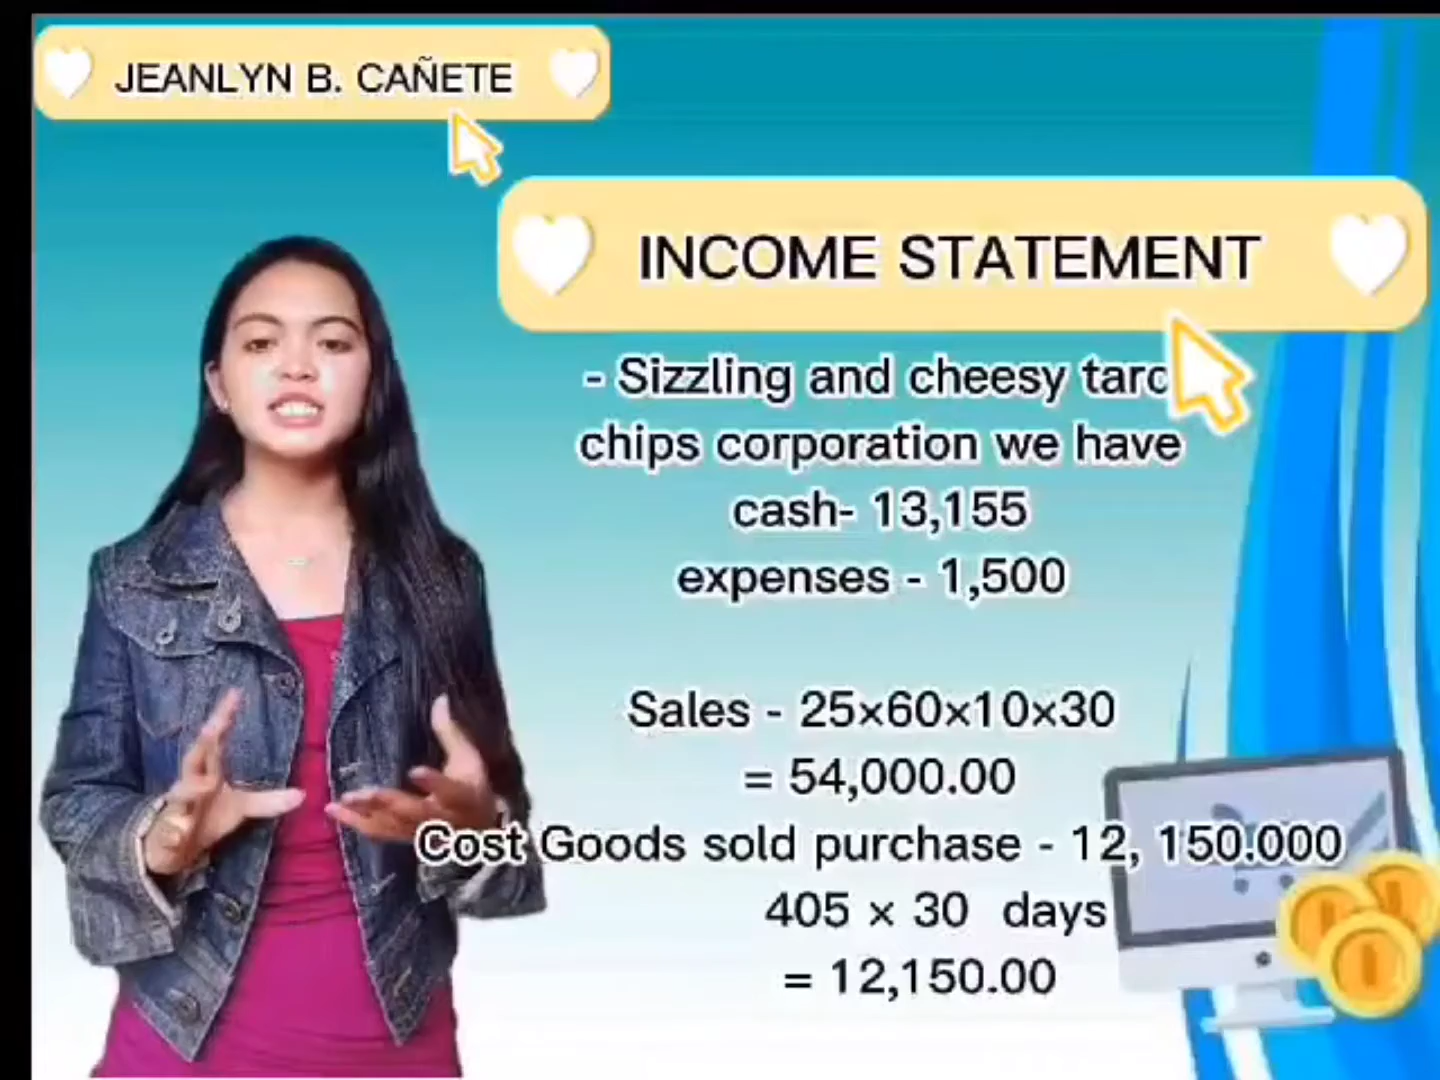 JEANLYN B. CAÑETE
INCOME STATEMENT
- Sizzling and cheesy taro
chips corporation we have
cash- 13,155
expenses - 1,500
Sales - 25×60×10×30
= 54,000.00
Cost Goods sold purchase - 12, 150.000
405 × 30 days
= 12,150.00